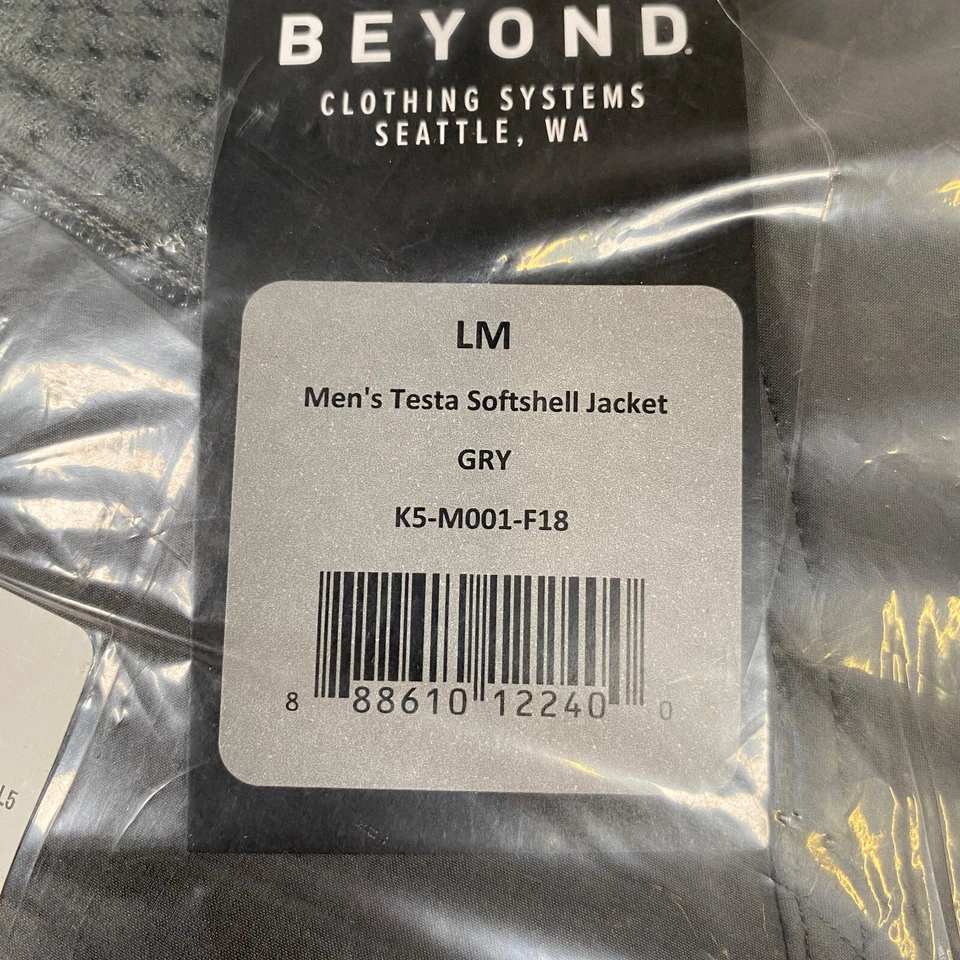 BEYOND.
CLOTHING SYSTEMS
SEATTLE, WA
LM
Men's Testa Softshell Jacket
GRY
K5-M001-F18
8 88610 12240 0